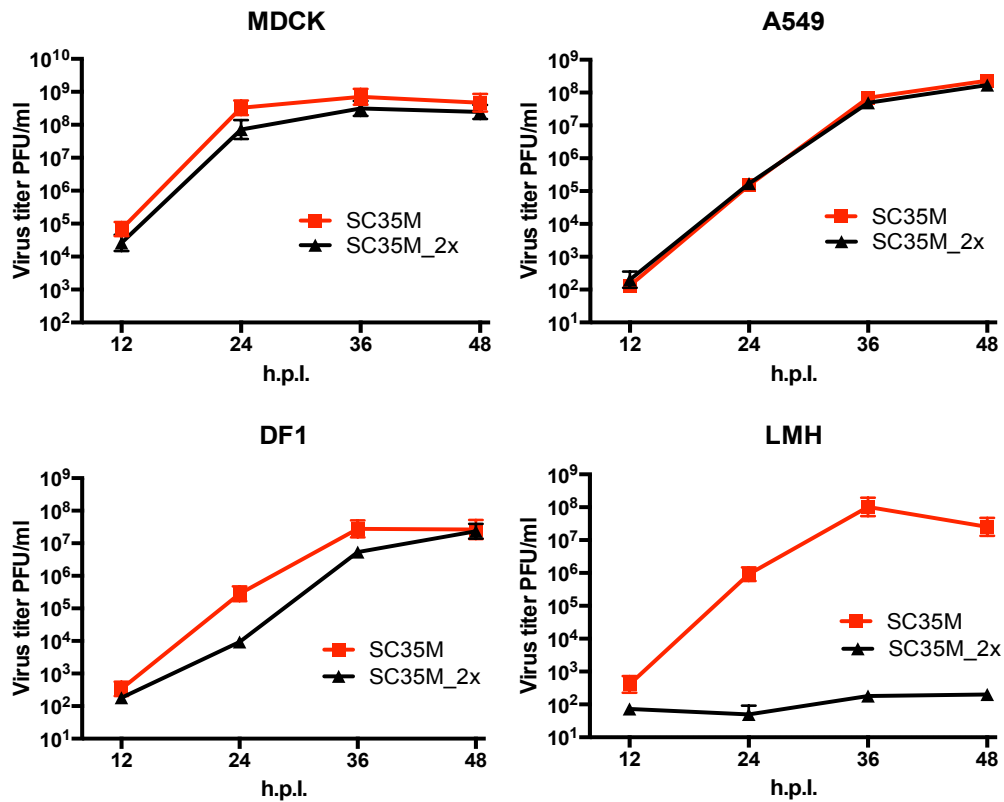 MDCK
Virus titer PFU/ml
10^10
10^9
10^8
10^7
10^6
10^5
10^4
10^3
10^2
SC35M
SC35M_2x
12 24 36 48
h.p.I.
A549
Virus titer PFU/ml
10^9
10^8
10^7
10^6
10^5
10^4
10^3
10^2
10^1
SC35M
SC35M_2x
12 24 36 48
h.p.I.
DF1
Virus titer PFU/ml
10^9
10^8
10^7
10^6
10^5
10^4
10^3
10^2
10^1
SC35M
SC35M_2x
12 24 36 48
h.p.I.
LMH
Virus titer PFU/ml
10^9
10^8
10^7
10^6
10^5
10^4
10^3
10^2
10^1
SC35M
SC35M_2x
12 24 36 48
h.p.I.